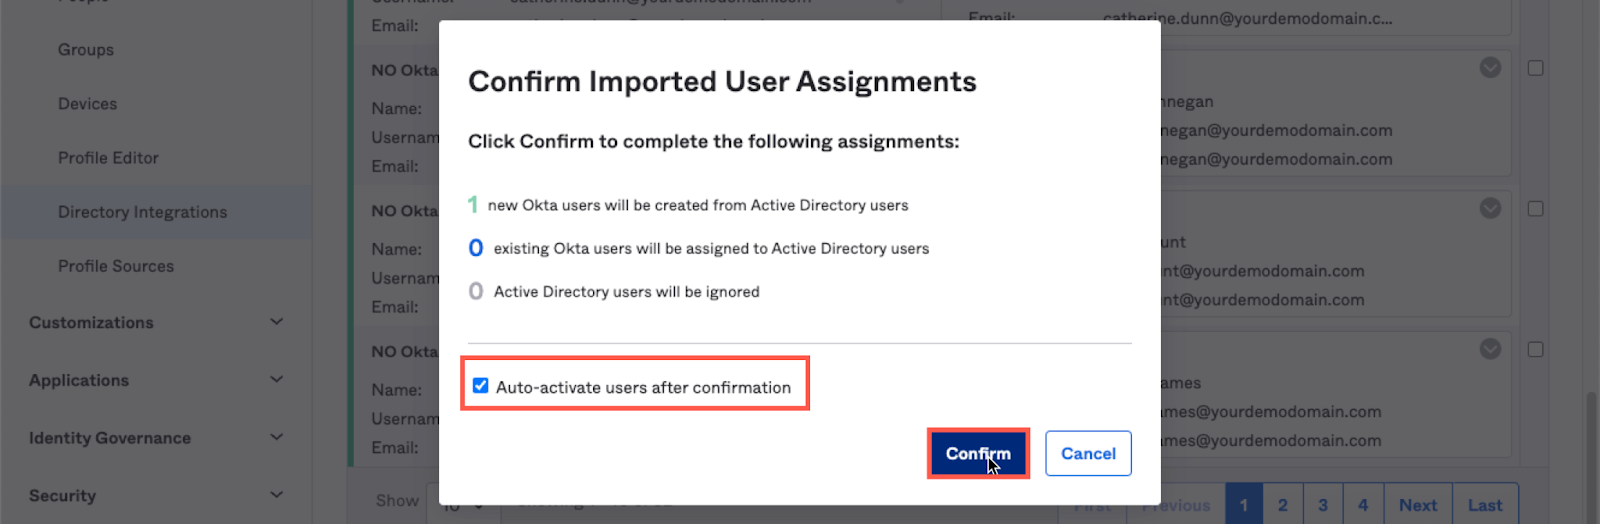 People
Groups
Devices
Profile Editor
Directory Integrations
Profile Sources
Customizations
Applications
Identity Governance
Security
Email:
NO Okta
Name:
Usernam
Email:
NO Okta
Name:
Usernam
Email:
NO Okta
Name:
Usernam
Email:
Show
Confirm Imported User Assignments
Click Confirm to complete the following assignments:
1 new Okta users will be created from Active Directory users
0 existing Okta users will be assigned to Active Directory users
0 Active Directory users will be ignored
Auto-activate users after confirmation
Confirm
Cancel
Email: catherine.dunn@yourdemodomain.c...
nnegan
negan@yourdemodomain.com
negan@yourdemodomain.com
unt
nt@yourdemodomain.com
nt@yourdemodomain.com
ames
ames@yourdemodomain.com
ames@yourdemodomain.com
First Previous 1 2 3 4 Next Last